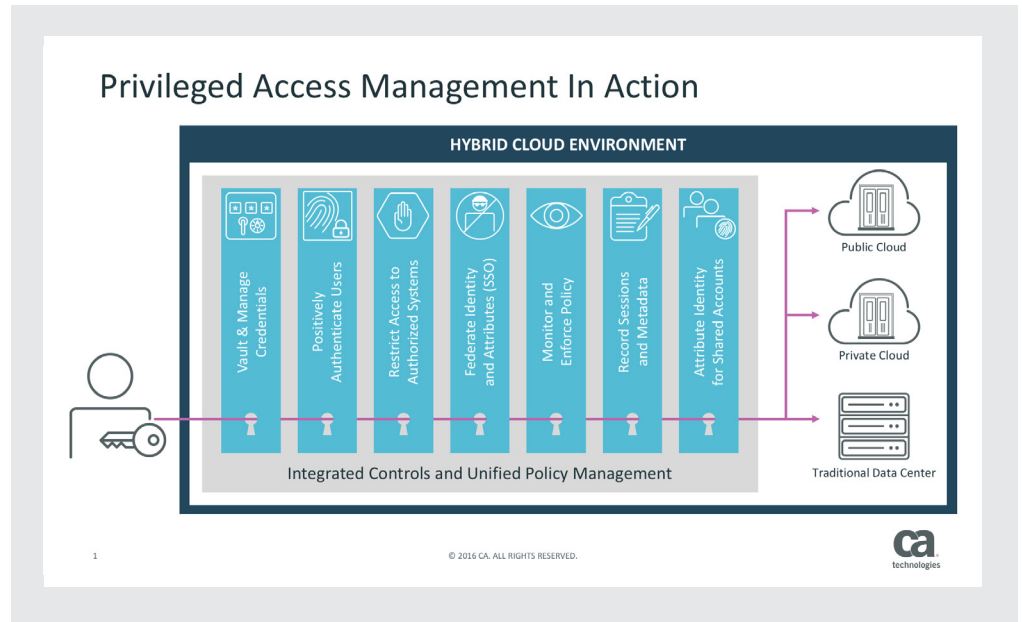 Privileged Access Management In Action
HYBRID CLOUD ENVIRONMENT
Vault & Manage
Credentials
Positively
Authenticate Users
Restrict Access to
Authorized Systems
Federate Identity
and Attributes (SSO)
Monitor and
Enforce Policy
Record Sessions
and Metadata
Attribute Identity
for Shared Accounts
Integrated Controls and Unified Policy Management
Public Cloud
Private Cloud
Traditional Data Center
1
© 2016 CA. ALL RIGHTS RESERVED.
ca
technologies